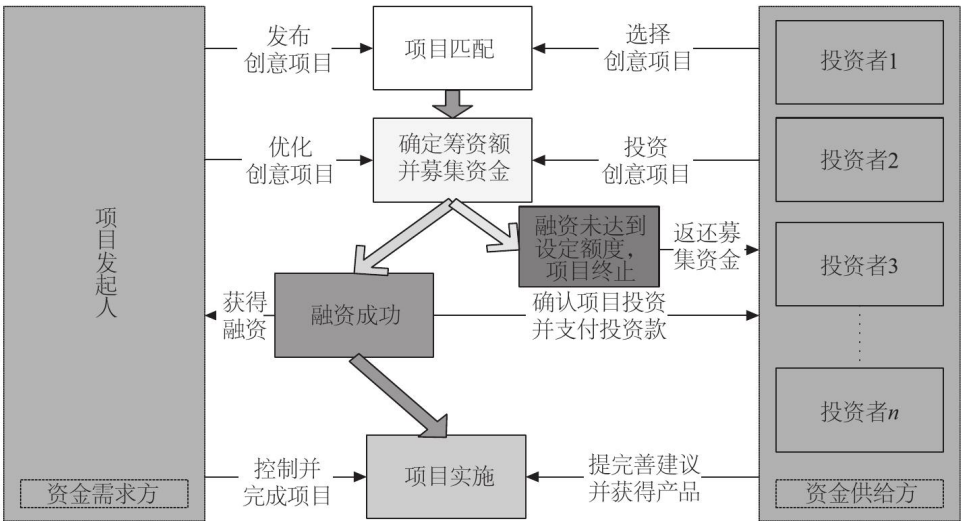 发布
创意项目
项目匹配
选择
创意项目
投资者1
优化
创意项目
确定筹资额
并募集资金
投资
创意项目
投资者2
项目发起人
融资未达到
设定额度，
项目终止
返还募
集资金
投资者3
获得
融资
融资成功
确认项目投资
并支付投资款
投资者n
控制并
完成项目
项目实施
提完善建议
并获得产品
资金需求方
资金供给方